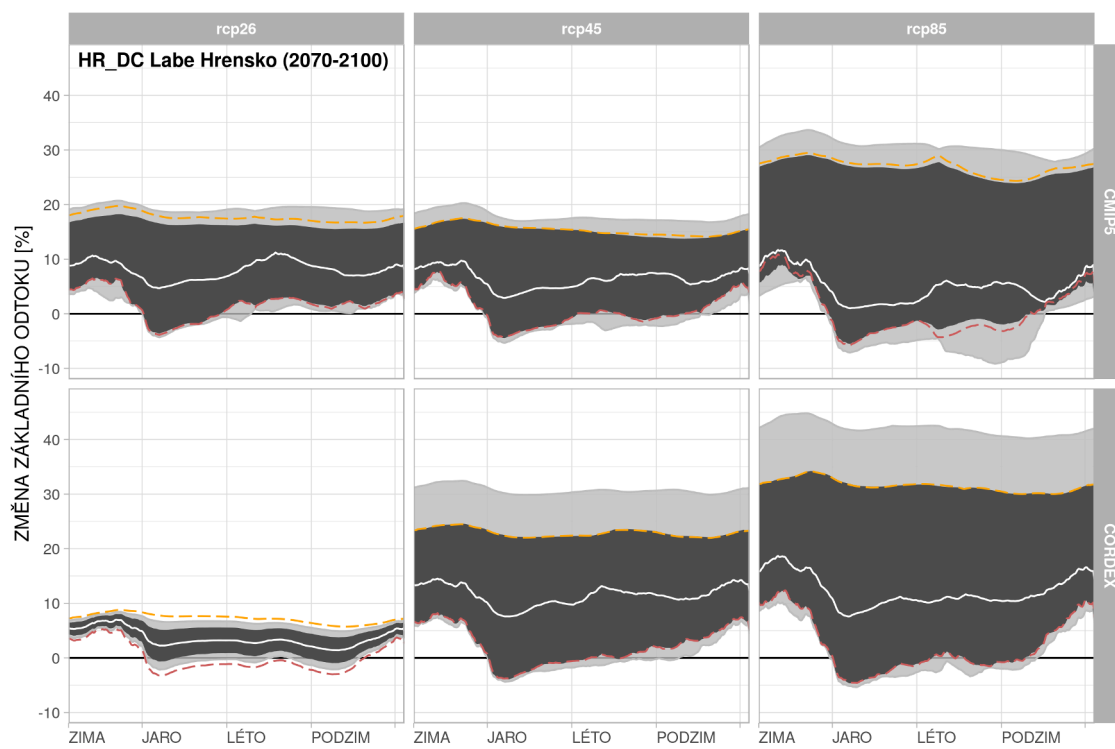 rcp26 rcp45 rcp85
HR_DC Labe Hrensko (2070-2100)
ZMĚNA ZÁKLADNÍHO ODTOKU [%]
40
30
20
10
0
-10
CMIP5
40
30
20
10
0
-10
CORDEX
ZIMA JARO LÉTO PODZIM ZIMA JARO LÉTO PODZIM ZIMA JARO LÉTO PODZIM